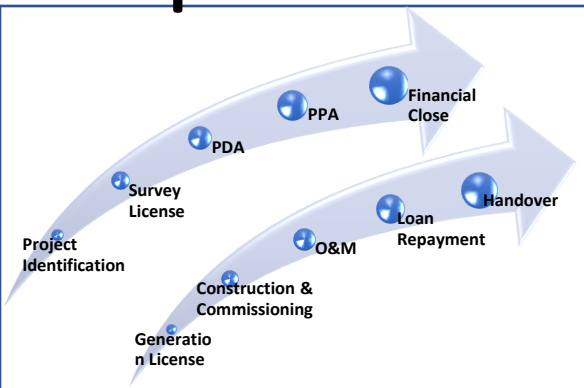 Project
Identification
Survey
License
PDA
PPA
Financial
Close
Generatio
n License
Construction &
Commissioning
O&M
Loan
Repayment
Handover